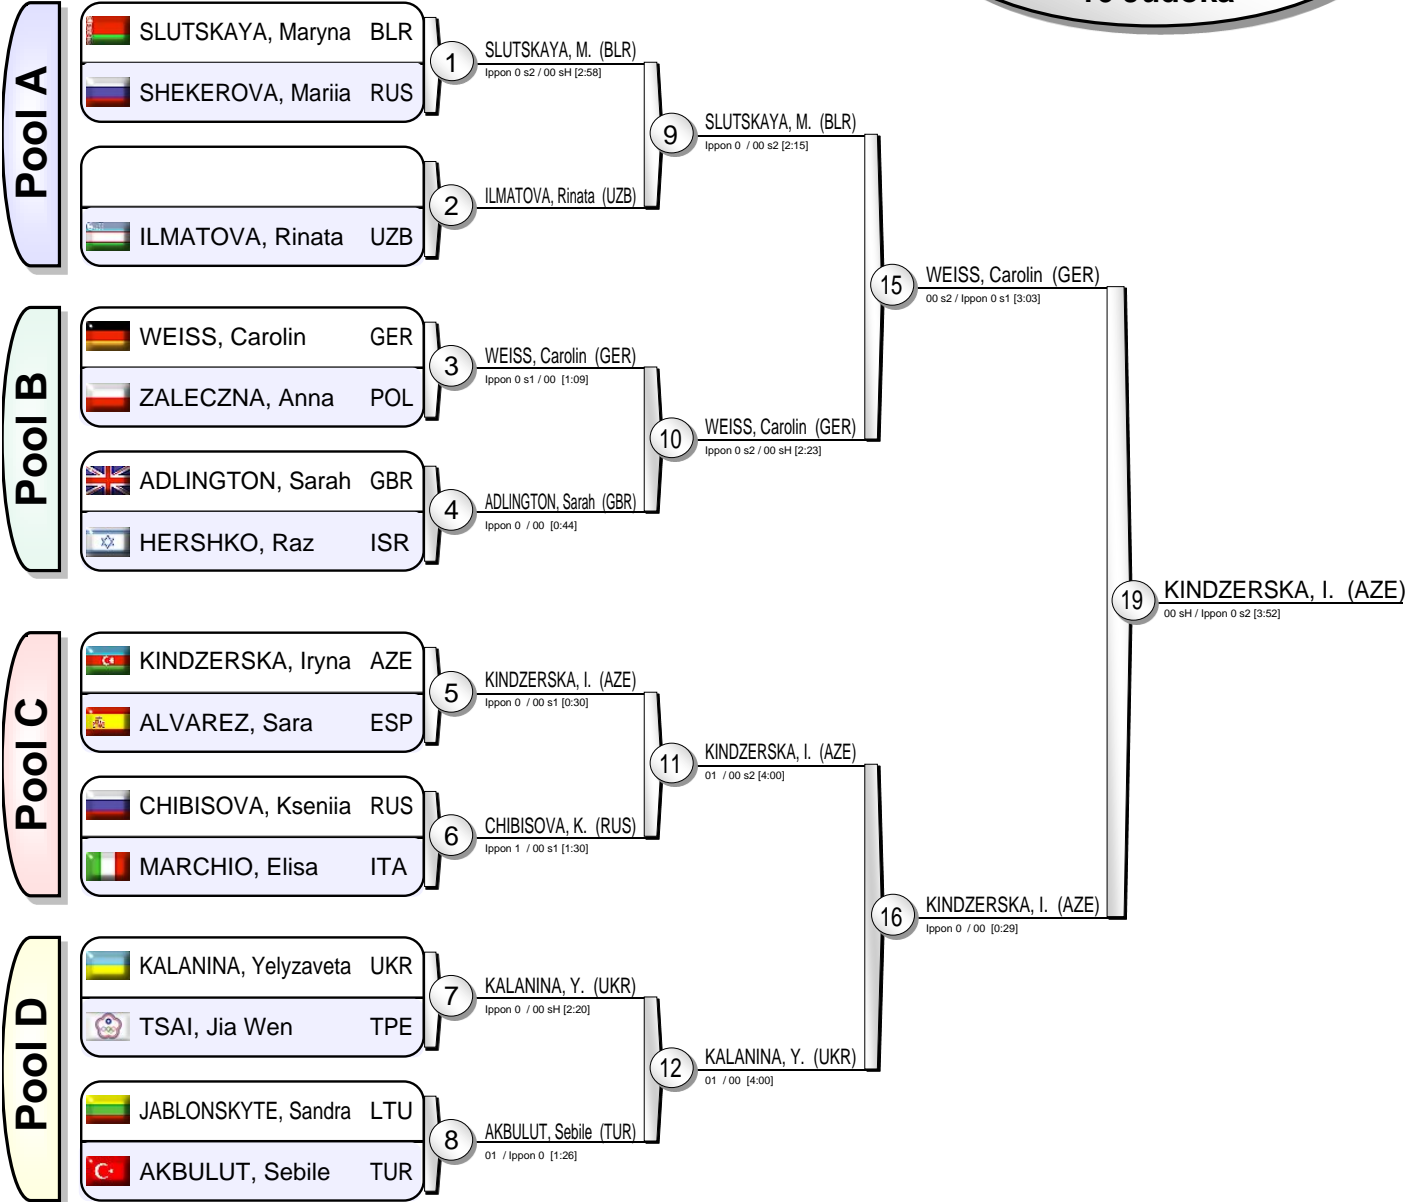 Pool A
SLUTSKAYA, Maryna BLR
SHEKEROVA, Mariia RUS
ILMATOVA, Rinata UZB
Pool B
WEISS, Carolin GER
ZALECZNA, Anna POL
ADLINGTON, Sarah GBR
HERSHKO, Raz ISR
Pool C
KINDZERSKA, Iryna AZE
ALVAREZ, Sara ESP
CHIBISOVA, Kseniia RUS
MARCHIO, Elisa ITA
Pool D
KALANINA, Yelyzaveta UKR
TSAI, Jia Wen TPE
JABLONSKYTE, Sandra LTU
AKBULUT, Sebile TUR
1
SLUTSKAYA, M. (BLR)
Ippon 0 s2 / 00 sH [2:58]
2
ILMATOVA, Rinata (UZB)
3
WEISS, Carolin (GER)
Ippon 0 s1 / 00 [1:09]
4
ADLINGTON, Sarah (GBR)
Ippon 0 / 00 [0:44]
5
KINDZERSKA, I. (AZE)
Ippon 0 / 00 s1 [0:30]
6
CHIBISOVA, K. (RUS)
Ippon 1 / 00 s1 [1:30]
7
KALANINA, Y. (UKR)
Ippon 0 / 00 sH [2:20]
8
AKBULUT, Sebile (TUR)
01 / Ippon 0 [1:26]
9
SLUTSKAYA, M. (BLR)
Ippon 0 / 00 s2 [2:15]
10
WEISS, Carolin (GER)
Ippon 0 s2 / 00 sH [2:23]
11
KINDZERSKA, I. (AZE)
01 / 00 s2 [4:00]
12
KALANINA, Y. (UKR)
01 / 00 [4:00]
15
WEISS, Carolin (GER)
00 s2 / Ippon 0 s1 [3:03]
16
KINDZERSKA, I. (AZE)
Ippon 0 / 00 [0:29]
19
KINDZERSKA, I. (AZE)
00 sH / Ippon 0 s2 [3:52]